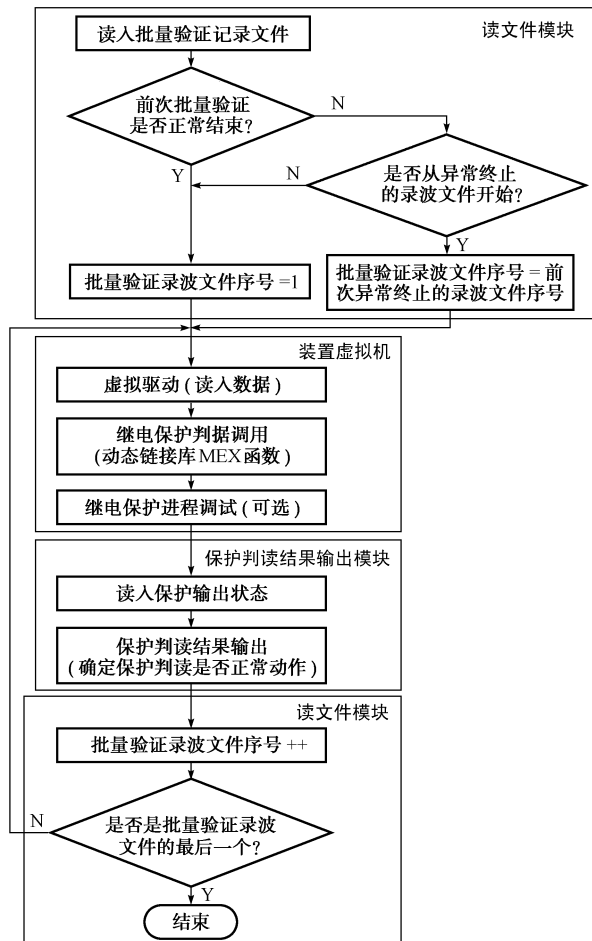 读文件模块
读入批量验证记录文件
前次批量验证
是否正常结束?
N
Y
是否从异常终止
的录波文件开始?
N
Y
批量验证录波文件序号=1
批量验证录波文件序号=前
次异常终止的录波文件序号
装置虚拟机
虚拟驱动(读入数据)
继电保护判据调用
(动态链接库MEX函数)
继电保护进程调试(可选)
保护判读结果输出模块
读入保护输出状态
保护判读结果输出
(确定保护判读是否正常动作)
读文件模块
批量验证录波文件序号++
N
是否是批量验证录波
文件的最后一个?
Y
结束